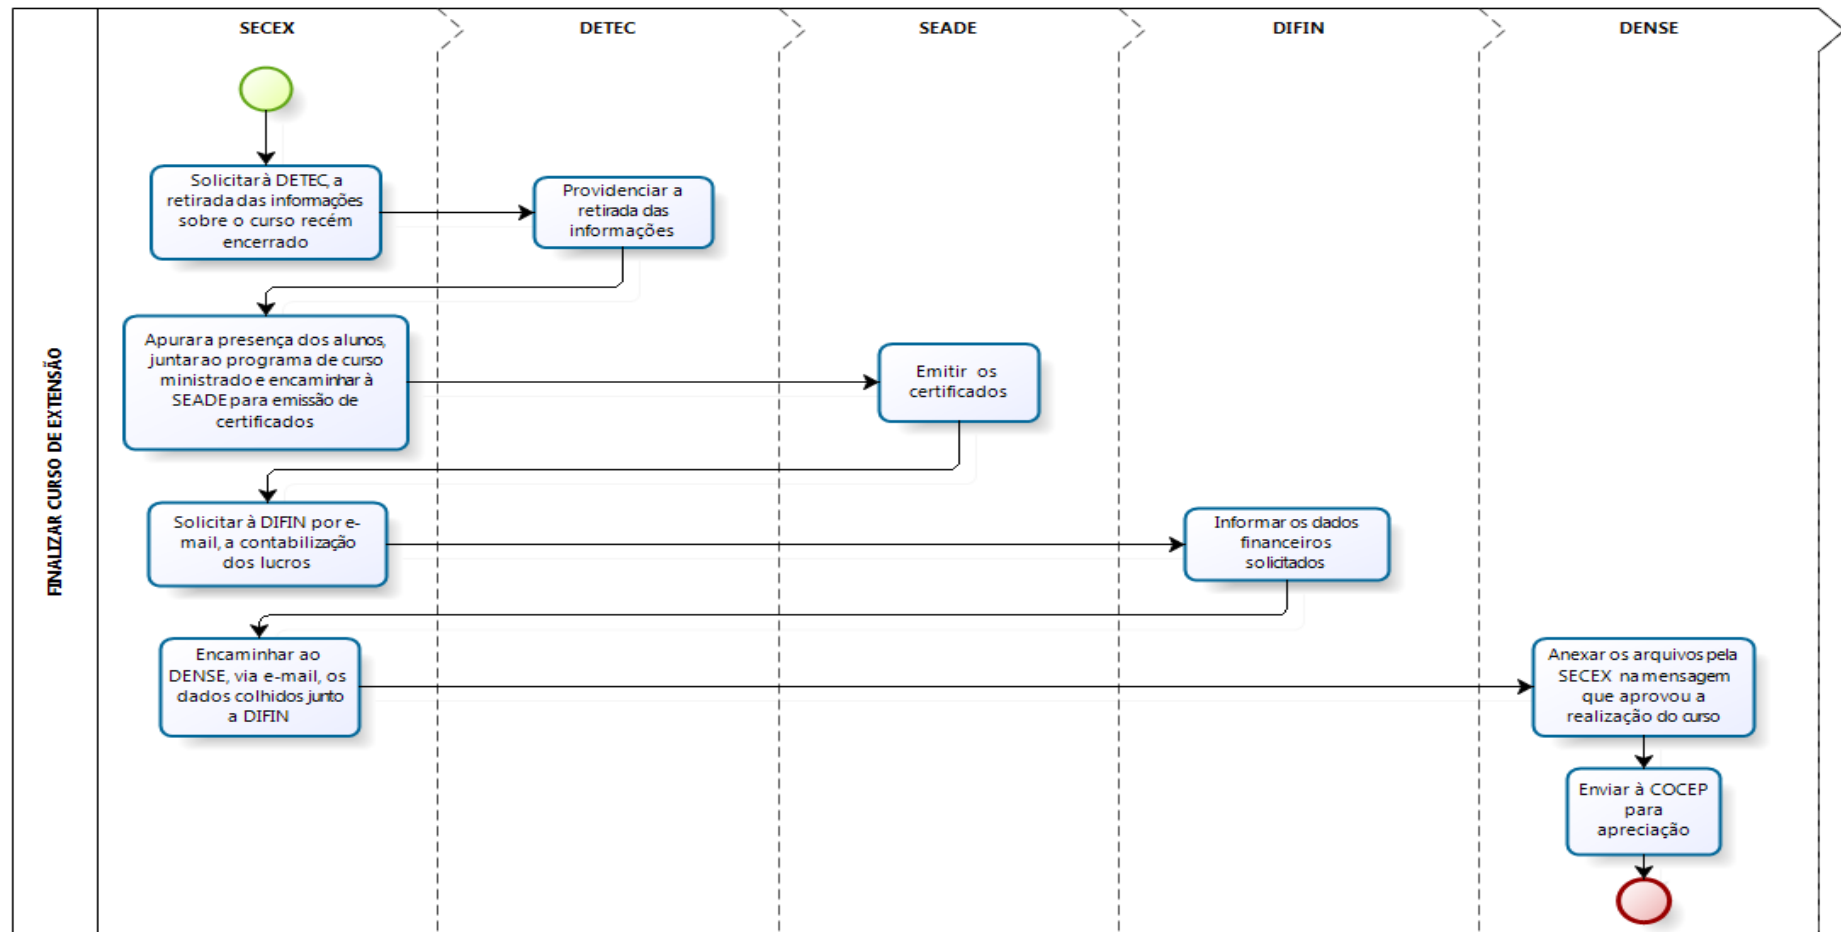 SECEX
DETEC
SEADE
DIFIN
DENSE
FINALIZAR CURSO DE EXTENSÃO
Solicitar à DETEC, a
retirada das informações
sobre o curso recém
encerrado
Providenciar a
retirada das
informações
Apurar a presença dos alunos,
juntar ao programa de curso
ministrado e encaminhar à
SEADE para emissão de
certificados
Emitir os
certificados
Solicitar à DIFIN por e-
mail, a contabilização
dos lucros
Informar os dados
financeiros
solicitados
Encaminhar ao
DENSE, via e-mail, os
dados colhidos junto
a DIFIN
Anexar os arquivos pela
SECEX na mensagem
que aprovou a
realização do curso
Enviar à COCEP
para
apreciação